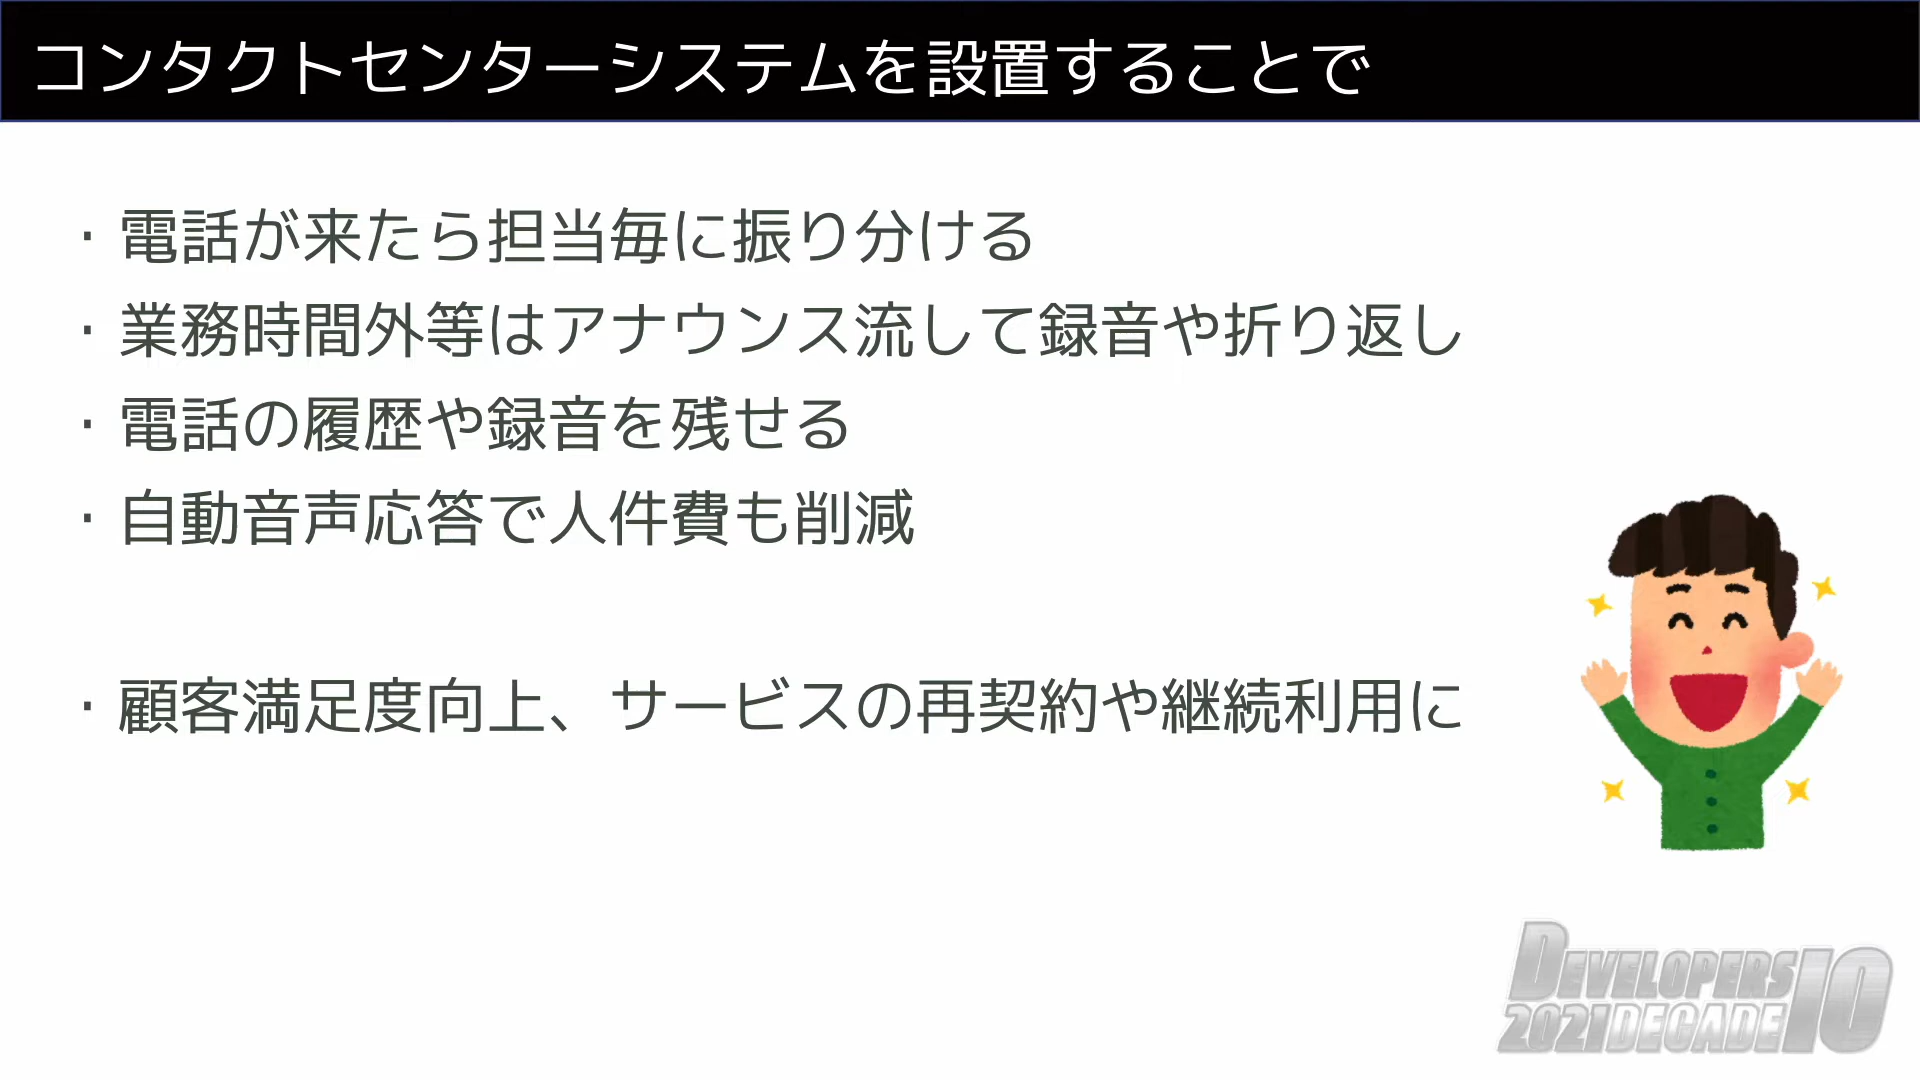 コンタクトセンターシステムを設置することで
・電話が来たら担当毎に振り分ける
・業務時間外等はアナウンス流して録音や折り返し
・電話の履歴や録音を残せる
・自動音声応答で人件費も削減
・顧客満足度向上、サービスの再契約や継続利用に
DEVELOPERS10
2021DECADE